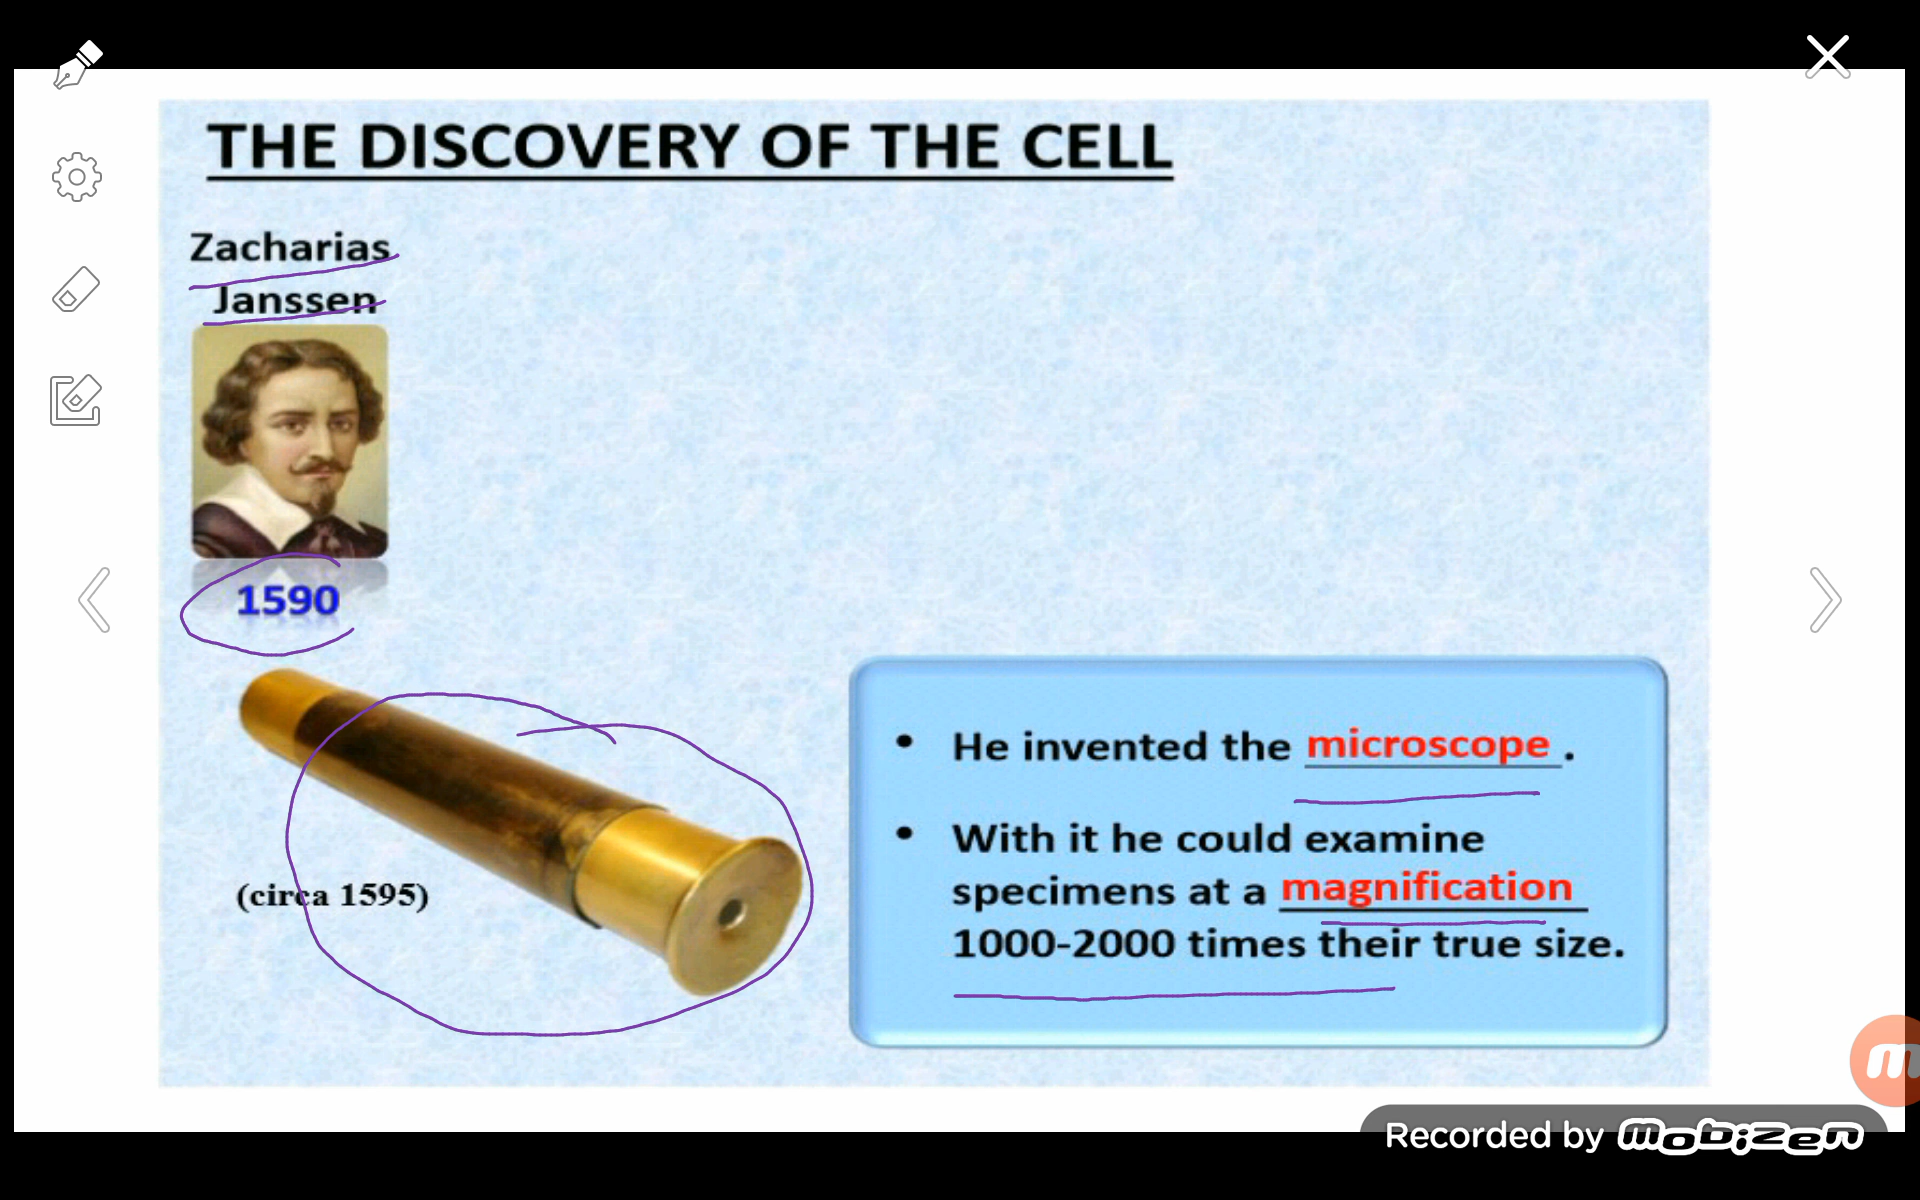 THE DISCOVERY OF THE CELL
Zacharias
Janssen
1590
(circa 1595)
• He invented the microscope .
• With it he could examine
specimens at a magnification
1000-2000 times their true size.
m
Recorded by mobizen